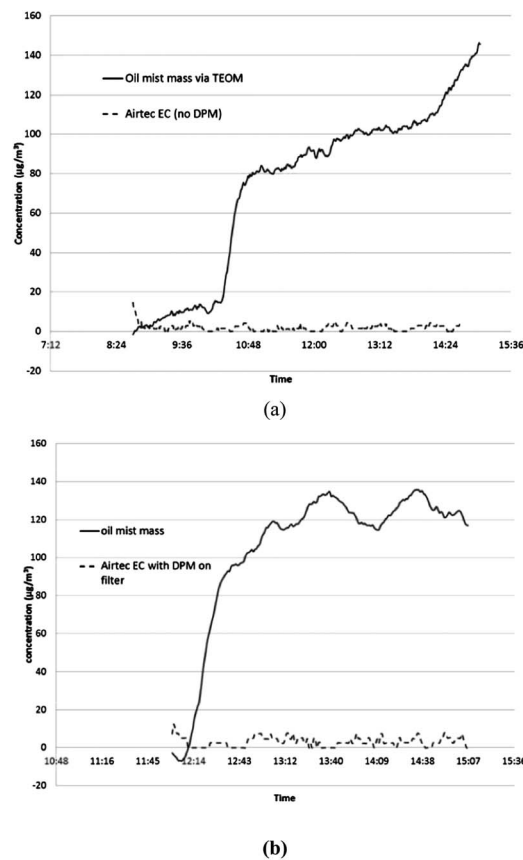 160
140
120
100
80
60
40
20
0
-20
Concentration (µg/m³)
Oil mist mass via TEOM
Airtec EC (no DPM)
7:12 8:24 9:36 10:48 12:00 13:12 14:24 15:36
Time
(a)
160
140
120
100
80
60
40
20
0
-20
concentration (µg/m³)
oil mist mass
Airtec EC with DPM on
filter
10:48 11:16 11:45 12:14 12:43 13:12 13:40 14:09 14:38 15:07 15:36
Time
(b)